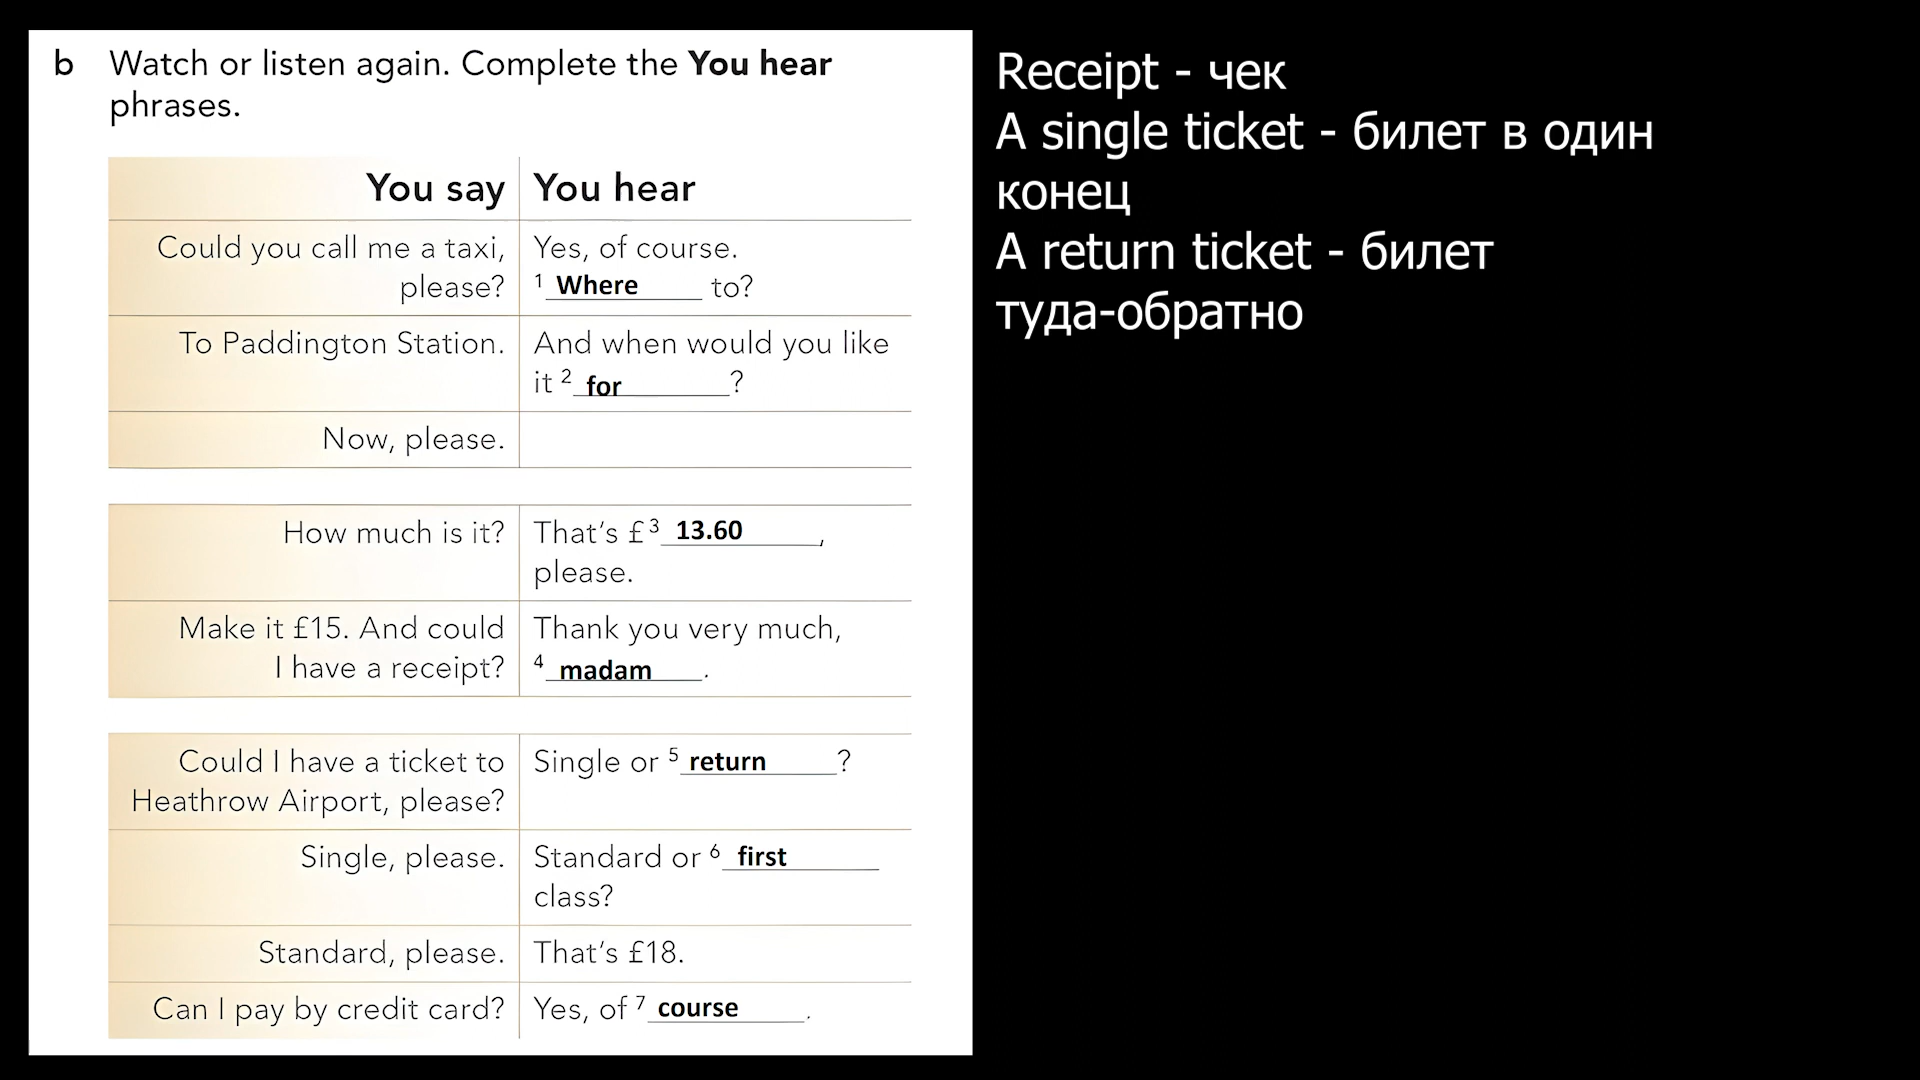 b Watch or listen again. Complete the You hear
phrases.
You say You hear
Could you call me a taxi, Yes, of course.
please? 1 Where to?
To Paddington Station. And when would you like
it 2 for ?
Now, please.
How much is it? That's £ 3 13.60 ,
please.
Make it £15. And could Thank you very much,
I have a receipt? 4 madam .
Could I have a ticket to Single or 5 return ?
Heathrow Airport, please?
Single, please. Standard or 6 first
class?
Standard, please. That's £18.
Can I pay by credit card? Yes, of 7 course .
Receipt - чек
A single ticket - билет в один
конец
A return ticket - билет
туда-обратно